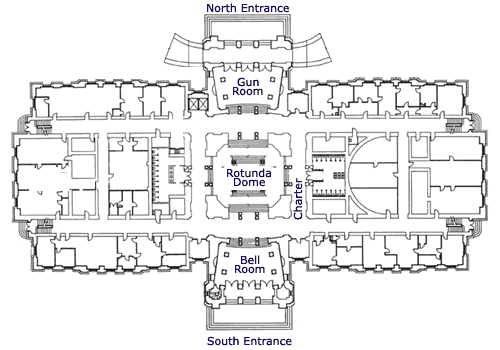 North Entrance
Gun
Room
Rotunda
Dome
Charter
Bell
Room
South Entrance